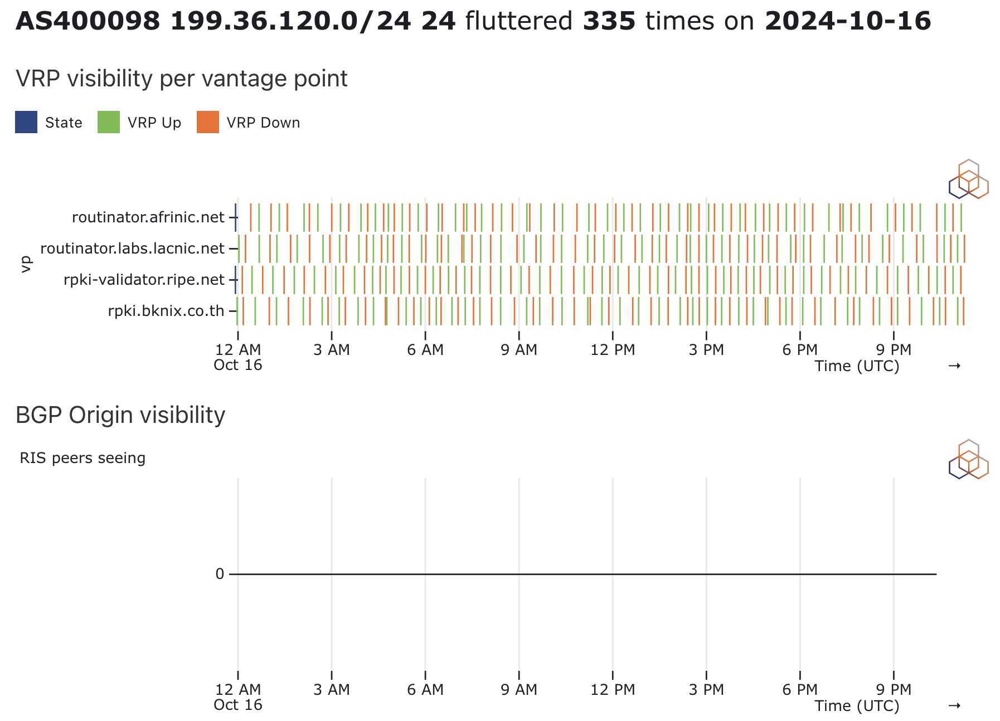 AS400098 199.36.120.0/24 24 fluttered 335 times on 2024-10-16
VRP visibility per vantage point
State VRP Up VRP Down
vp
routinator.afrinic.net
routinator.labs.lacnic.net
rpki-validator.ripe.net
rpki.bknix.co.th
12 AM 3 AM 6 AM 9 AM 12 PM 3 PM 6 PM 9 PM
Oct 16
Time (UTC) →
BGP Origin visibility
RIS peers seeing
0
12 AM 3 AM 6 AM 9 AM 12 PM 3 PM 6 PM 9 PM
Oct 16
Time (UTC) →